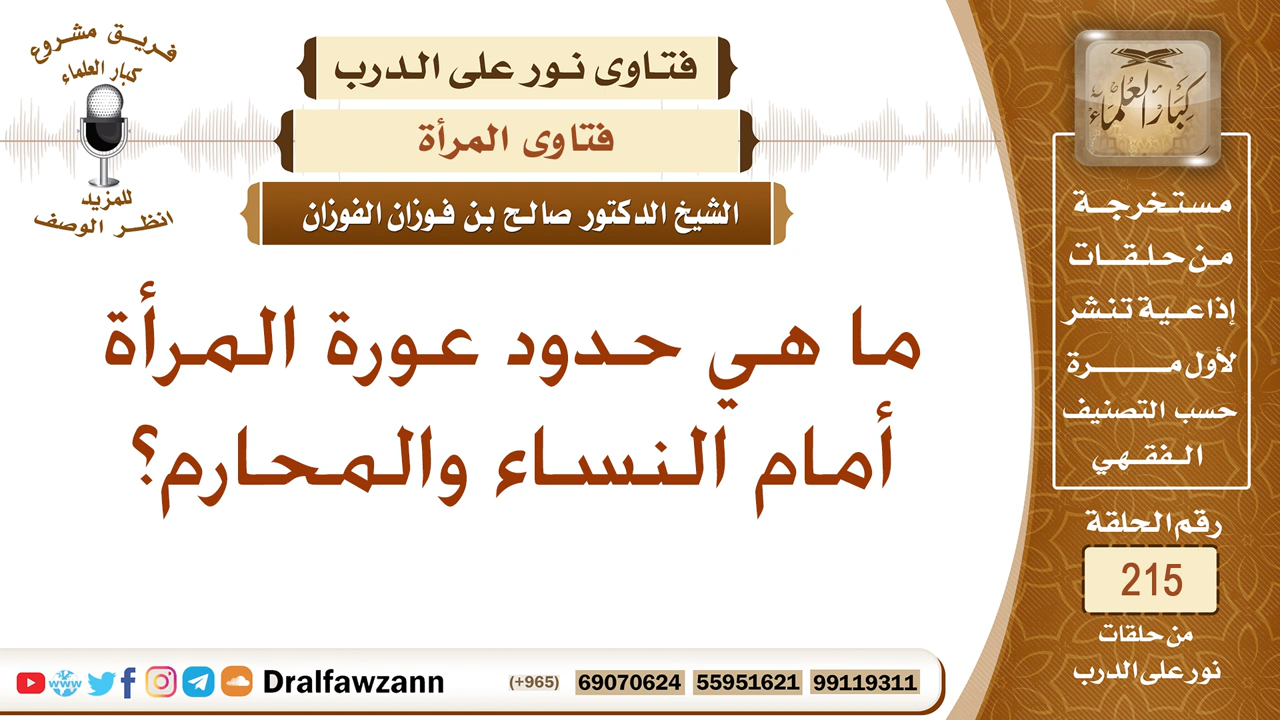 فريق مشروع
كبار العلماء
للمزيد
انظر الوصف
فتاوى نور على الدرب
فتاوى المرأة
الشيخ الدكتور صالح بن فوزان الفوزان
ما هي حدود عورة المرأة
أمام النساء والمحارم؟
كبار العلماء
مستخرجة
من حلقات
إذاعية تنشر
لأول مرة
حسب التصنيف
الفقهي
رقم الحلقة
215
من حلقات
نور على الدرب
www
Dralfawzann
(+965) 69070624 55951621 99119311